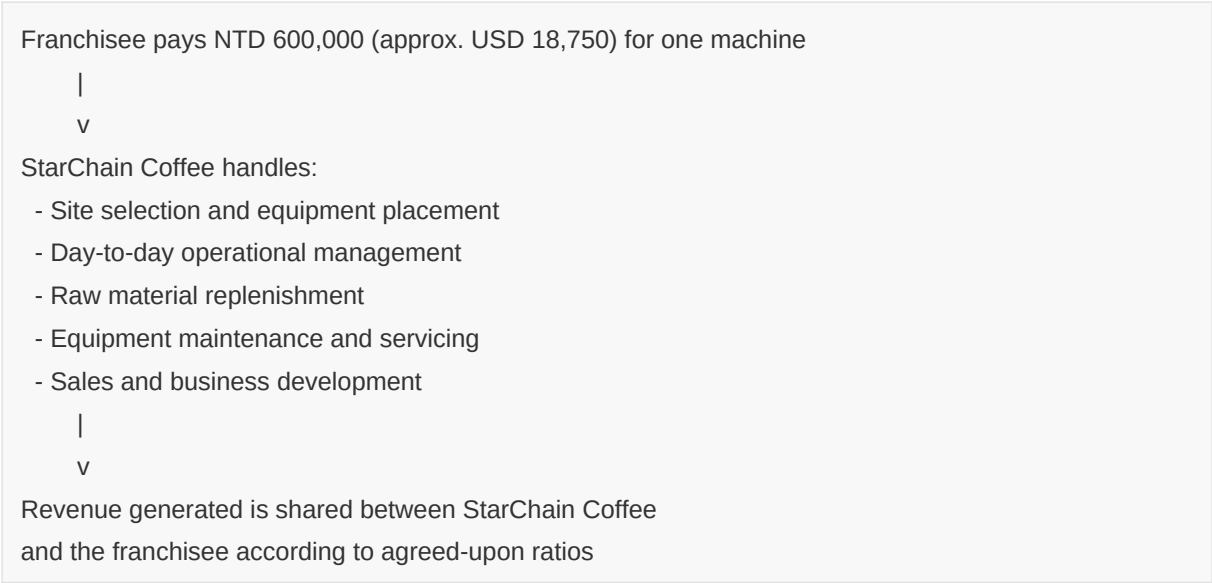 Franchisee pays NTD 600,000 (approx. USD 18,750) for one machine
|
v
StarChain Coffee handles:
- Site selection and equipment placement
- Day-to-day operational management
- Raw material replenishment
- Equipment maintenance and servicing
- Sales and business development
|
v
Revenue generated is shared between StarChain Coffee
and the franchisee according to agreed-upon ratios